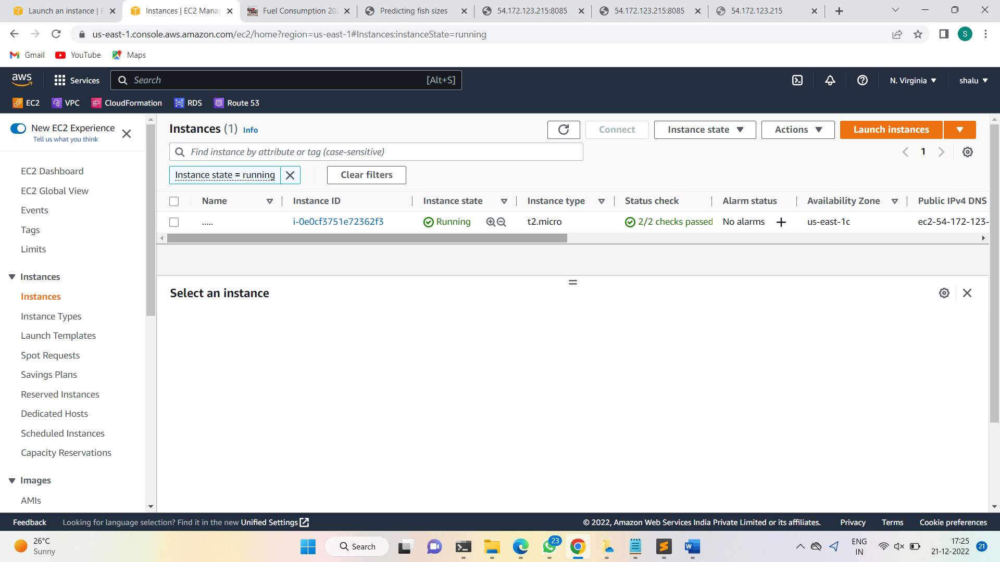 Launch an instance | E
Instances | EC2 Manag
Fuel Consumption 202
Predicting fish sizes
54.172.123.215:8085
54.172.123.215:8085
54.172.123.215
us-east-1.console.aws.amazon.com/ec2/home?region=us-east-1#Instances:instanceState=running
S
Gmail
YouTube
Maps
aws
Services
Search
[Alt+S]
N. Virginia
shalu
EC2
VPC
CloudFormation
RDS
Route 53
New EC2 Experience
Tell us what you think
EC2 Dashboard
EC2 Global View
Events
Tags
Limits
Instances
Instances
Instance Types
Launch Templates
Spot Requests
Savings Plans
Reserved Instances
Dedicated Hosts
Scheduled Instances
Capacity Reservations
Images
AMIs
Instances (1) Info
Connect
Instance state
Actions
Launch instances
Find instance by attribute or tag (case-sensitive)
1
Instance state = running
Clear filters
Name Instance ID Instance state Instance type Status check Alarm status Availability Zone Public IPv4 DNS
..... i-0e0cf3751e72362f3 Running t2.micro 2/2 checks passed No alarms + us-east-1c ec2-54-172-123-
Select an instance
Feedback
Looking for language selection? Find it in the new Unified Settings
© 2022, Amazon Web Services India Private Limited or its affiliates.
Privacy
Terms
Cookie preferences
26°C
Sunny
Search
23
ENG
IN
17:25
21-12-2022
21